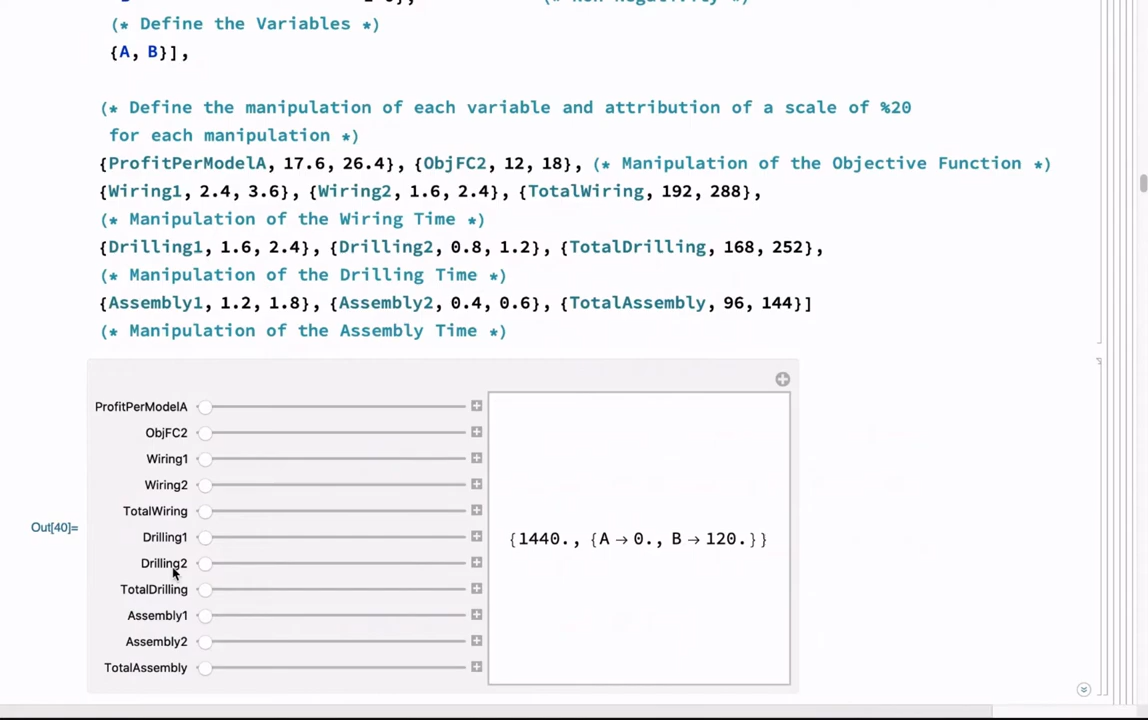 (* Define the Variables *)
{A, B}],
(* Define the manipulation of each variable and attribution of a scale of %20
for each manipulation *)
{ProfitPerModelA, 17.6, 26.4}, {ObjFC2, 12, 18}, (* Manipulation of the Objective Function *)
{Wiring1, 2.4, 3.6}, {Wiring2, 1.6, 2.4}, {TotalWiring, 192, 288},
(* Manipulation of the Wiring Time *)
{Drilling1, 1.6, 2.4}, {Drilling2, 0.8, 1.2}, {TotalDrilling, 168, 252},
(* Manipulation of the Drilling Time *)
{Assembly1, 1.2, 1.8}, {Assembly2, 0.4, 0.6}, {TotalAssembly, 96, 144}]
(* Manipulation of the Assembly Time *)
ProfitPerModelA
ObjFC2
Wiring1
Wiring2
TotalWiring
Drilling1
Drilling2
TotalDrilling
Assembly1
Assembly2
TotalAssembly
Out[40]=
{1440., {A → 0., B → 120.}}